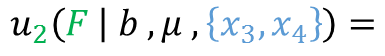 u₂(F | b , μ , {x₃, x₄}) =